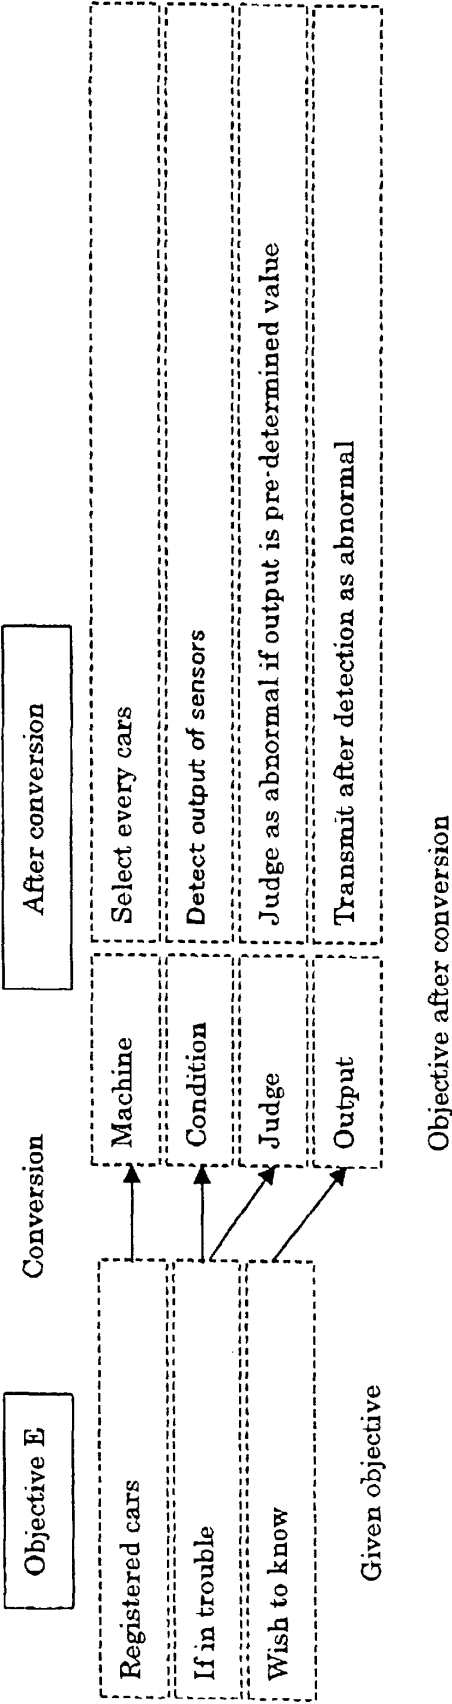 Objective E
Conversion
After conversion
Registered cars
If in trouble
Wish to know
Machine
Select every cars
Condition
Detect output of sensors
Judge
Judge as abnormal if output is pre-determined value
Output
Transmit after detection as abnormal
Given objective
Objective after conversion